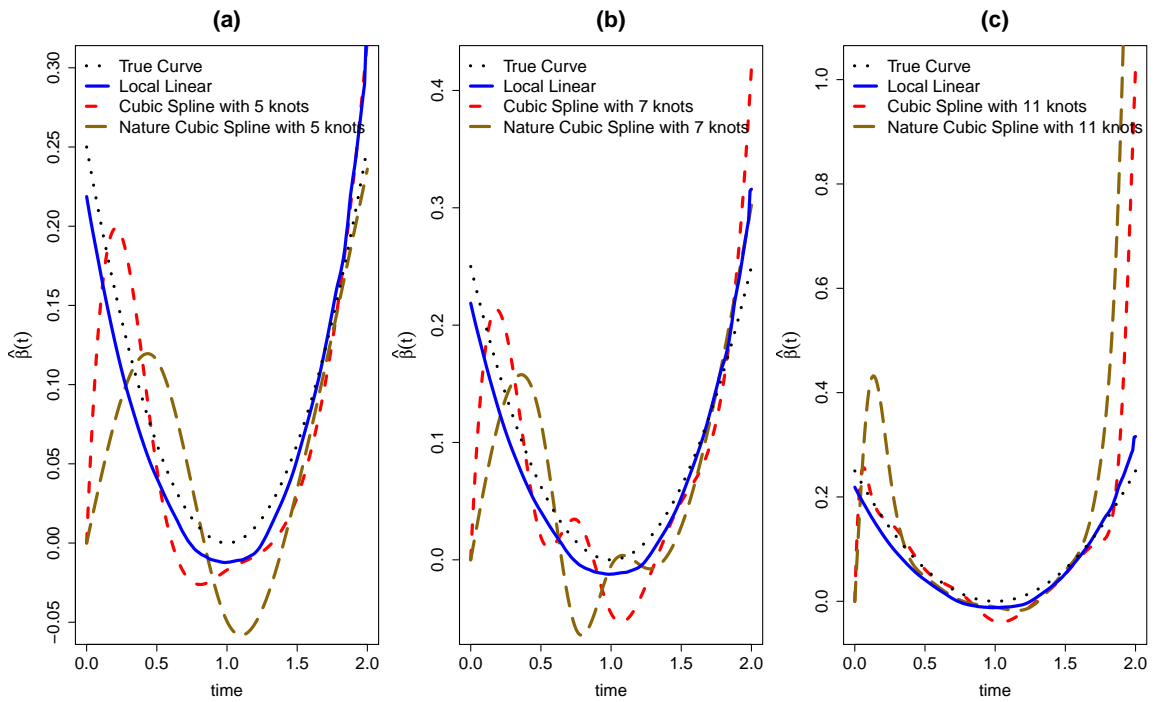 (a)
True Curve
Local Linear
Cubic Spline with 5 knots
Nature Cubic Spline with 5 knots
0.30
0.25
0.20
0.15
0.10
0.05
0.00
−0.05
β̂(t)
0.0 0.5 1.0 1.5 2.0
time
(b)
True Curve
Local Linear
Cubic Spline with 7 knots
Nature Cubic Spline with 7 knots
0.4
0.3
0.2
0.1
0.0
β̂(t)
0.0 0.5 1.0 1.5 2.0
time
(c)
True Curve
Local Linear
Cubic Spline with 11 knots
Nature Cubic Spline with 11 knots
1.0
0.8
0.6
0.4
0.2
0.0
β̂(t)
0.0 0.5 1.0 1.5 2.0
time